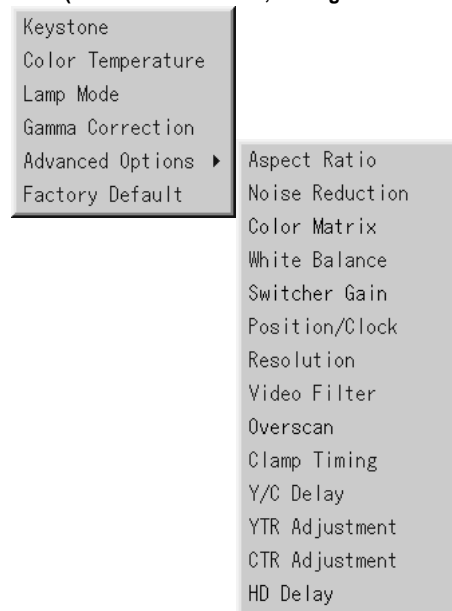 Keystone
Color Temperature
Lamp Mode
Gamma Correction
Advanced Options ▶
Factory Default
Aspect Ratio
Noise Reduction
Color Matrix
White Balance
Switcher Gain
Position/Clock
Resolution
Video Filter
Overscan
Clamp Timing
Y/C Delay
YTR Adjustment
CTR Adjustment
HD Delay